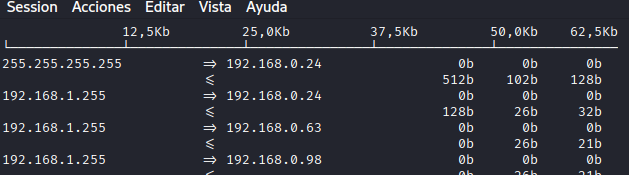 Session Acciones Editar Vista Ayuda
12,5Kb 25,0Kb 37,5Kb 50,0Kb 62,5Kb
255.255.255.255 => 192.168.0.24 0b 0b 0b
<= 512b 102b 128b
192.168.1.255 => 192.168.0.24 0b 0b 0b
<= 128b 26b 32b
192.168.1.255 => 192.168.0.63 0b 0b 0b
<= 0b 26b 21b
192.168.1.255 => 192.168.0.98 0b 0b 0b
<= 0b 26b 21b